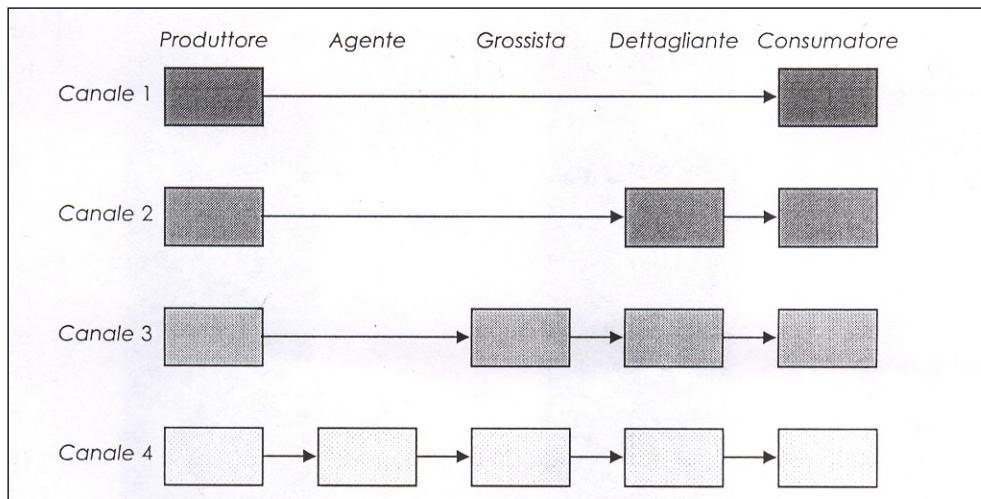 Produttore Agente Grossista Dettagliante Consumatore
Canale 1
Canale 2
Canale 3
Canale 4